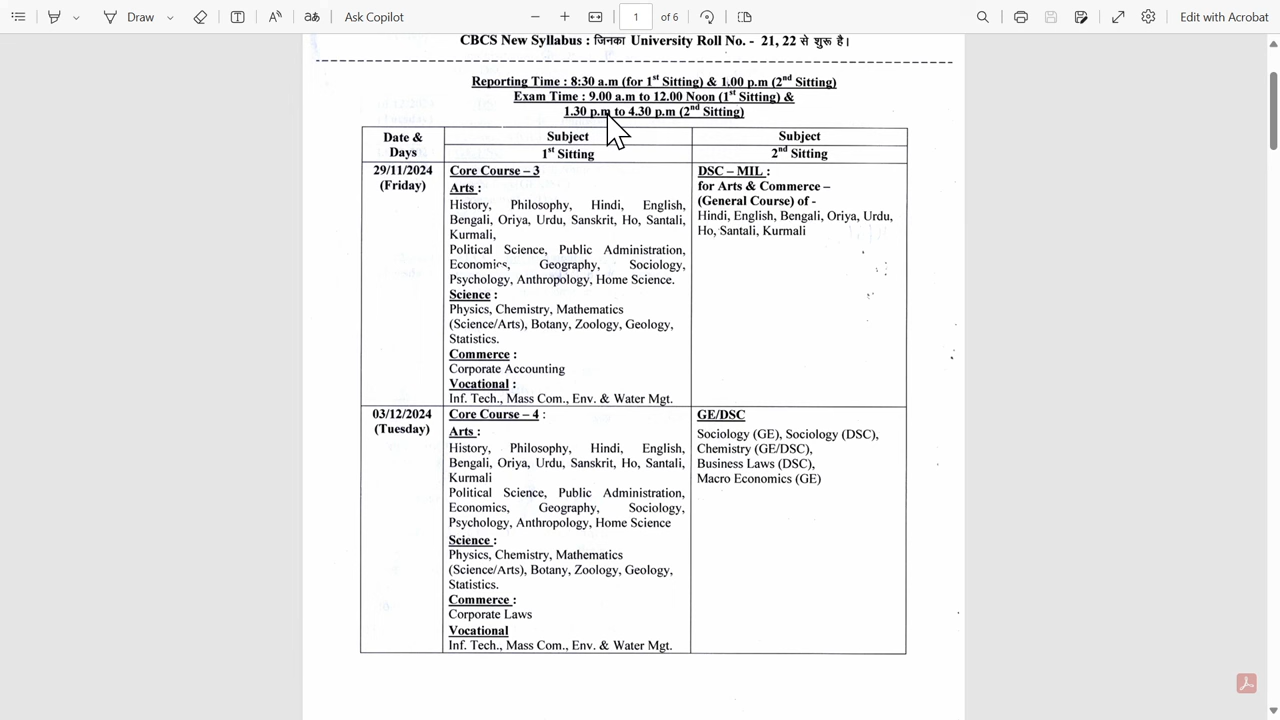 Draw
Ask Copilot
1 of 6
Edit with Acrobat
CBCS New Syllabus : जिनका University Roll No. - 21, 22 से शुरू है।
Reporting Time : 8:30 a.m (for 1st Sitting) & 1.00 p.m (2nd Sitting)
Exam Time : 9.00 a.m to 12.00 Noon (1st Sitting) &
1.30 p.m to 4.30 p.m (2nd Sitting)
Date & Days
Subject
1st Sitting
Subject
2nd Sitting
29/11/2024
(Friday)
Core Course – 3
Arts :
History, Philosophy, Hindi, English,
Bengali, Oriya, Urdu, Sanskrit, Ho, Santali,
Kurmali,
Political Science, Public Administration,
Economics, Geography, Sociology,
Psychology, Anthropology, Home Science.
Science :
Physics, Chemistry, Mathematics
(Science/Arts), Botany, Zoology, Geology,
Statistics.
Commerce :
Corporate Accounting
Vocational :
Inf. Tech., Mass Com., Env. & Water Mgt.
DSC – MIL :
for Arts & Commerce –
(General Course) of -
Hindi, English, Bengali, Oriya, Urdu,
Ho, Santali, Kurmali
03/12/2024
(Tuesday)
Core Course – 4 :
Arts :
History, Philosophy, Hindi, English,
Bengali, Oriya, Urdu, Sanskrit, Ho, Santali,
Kurmali
Political Science, Public Administration,
Economics, Geography, Sociology,
Psychology, Anthropology, Home Science
Science :
Physics, Chemistry, Mathematics
(Science/Arts), Botany, Zoology, Geology,
Statistics.
Commerce :
Corporate Laws
Vocational
Inf. Tech., Mass Com., Env. & Water Mgt.
GE/DSC
Sociology (GE), Sociology (DSC),
Chemistry (GE/DSC),
Business Laws (DSC),
Macro Economics (GE)